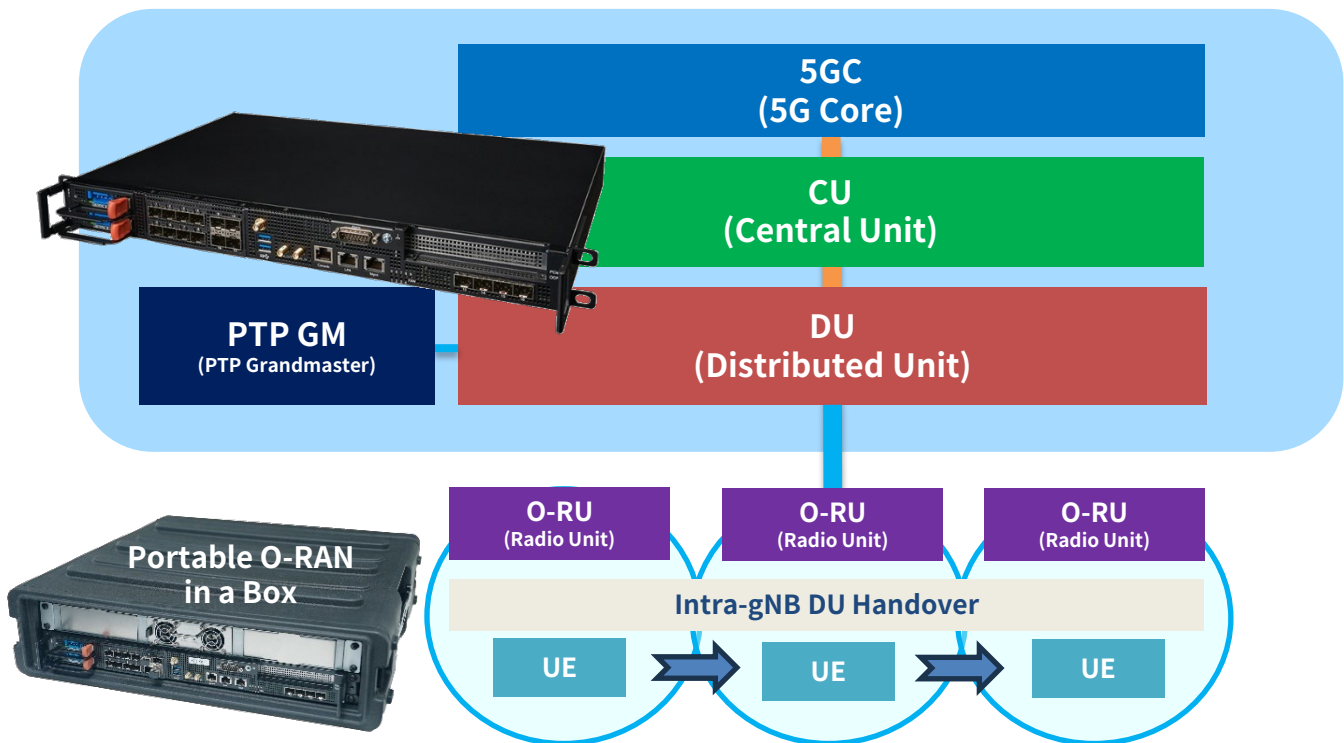 5GC
(5G Core)
CU
(Central Unit)
PTP GM
(PTP Grandmaster)
DU
(Distributed Unit)
O-RU
(Radio Unit)
O-RU
(Radio Unit)
O-RU
(Radio Unit)
Portable O-RAN
in a Box
Intra-gNB DU Handover
UE
UE
UE